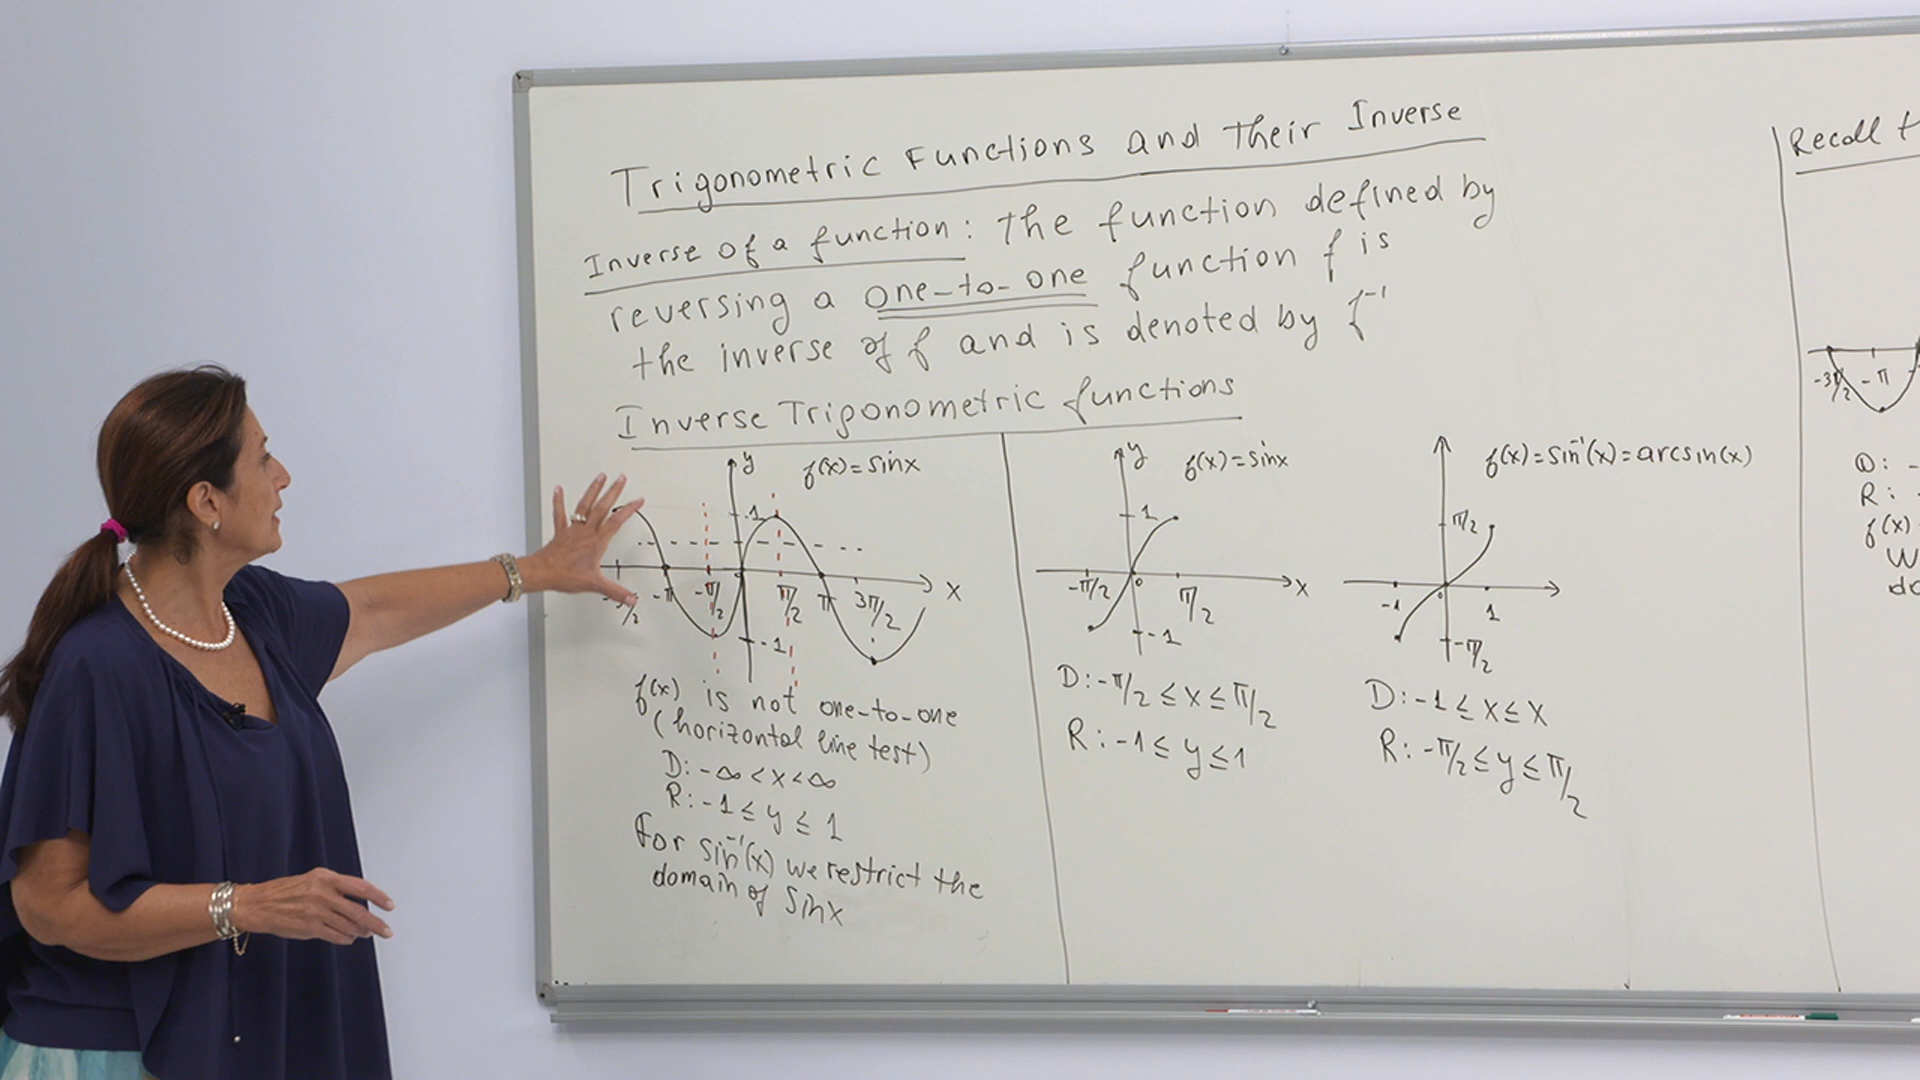 Trigonometric Functions and Their Inverse
Inverse of a function: The function defined by
reversing a one-to-one function f is
the inverse of f and is denoted by f⁻¹
Inverse Trigonometric functions
y
f(x)=sinx
1
-π
-π/2
π/2
π
3π/2
x
-1
f(x) is not one-to-one
(horizontal line test)
D: -∞<x<∞
R: -1≤y≤1
For sin⁻¹(x) we restrict the
domain of sinx
y
f(x)=sinx
1
-π/2
0
π/2
x
-1
D: -π/2≤x≤π/2
R: -1≤y≤1
f(x)=sin⁻¹(x)=arcsin(x)
π/2
-1
0
1
-π/2
D: -1≤x≤x
R: -π/2≤y≤π/2
Recall
-3π/2
-π
D: -
R: -
f(x)